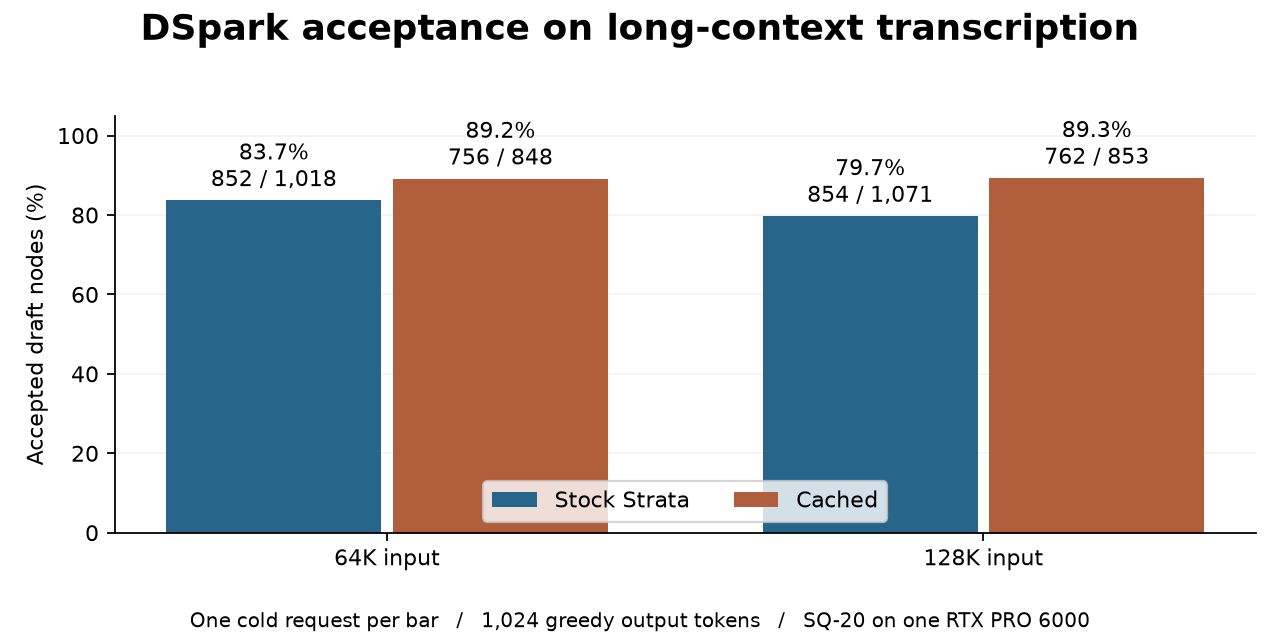 DSpark acceptance on long-context transcription
Accepted draft nodes (%)
100
80
60
40
20
0
83.7%
852 / 1,018
89.2%
756 / 848
79.7%
854 / 1,071
89.3%
762 / 853
Stock Strata
Cached
64K input
128K input
One cold request per bar / 1,024 greedy output tokens / SQ-20 on one RTX PRO 6000